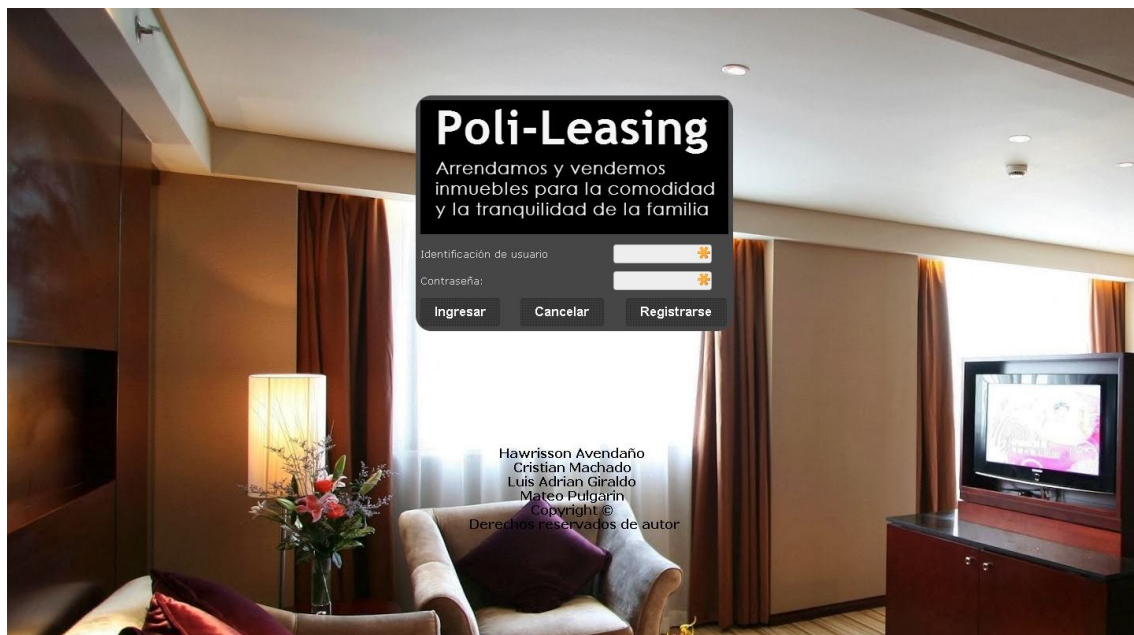 Poli-Leasing
Arrendamos y vendemos
inmuebles para la comodidad
y la tranquilidad de la familia
Identificación de usuario
Contraseña:
Ingresar Cancelar Registrarse
Hawrisson Avendaño
Cristian Machado
Luis Adrian Giraldo
Mateo Pulgarin
Copyright ©
Derechos reservados de autor